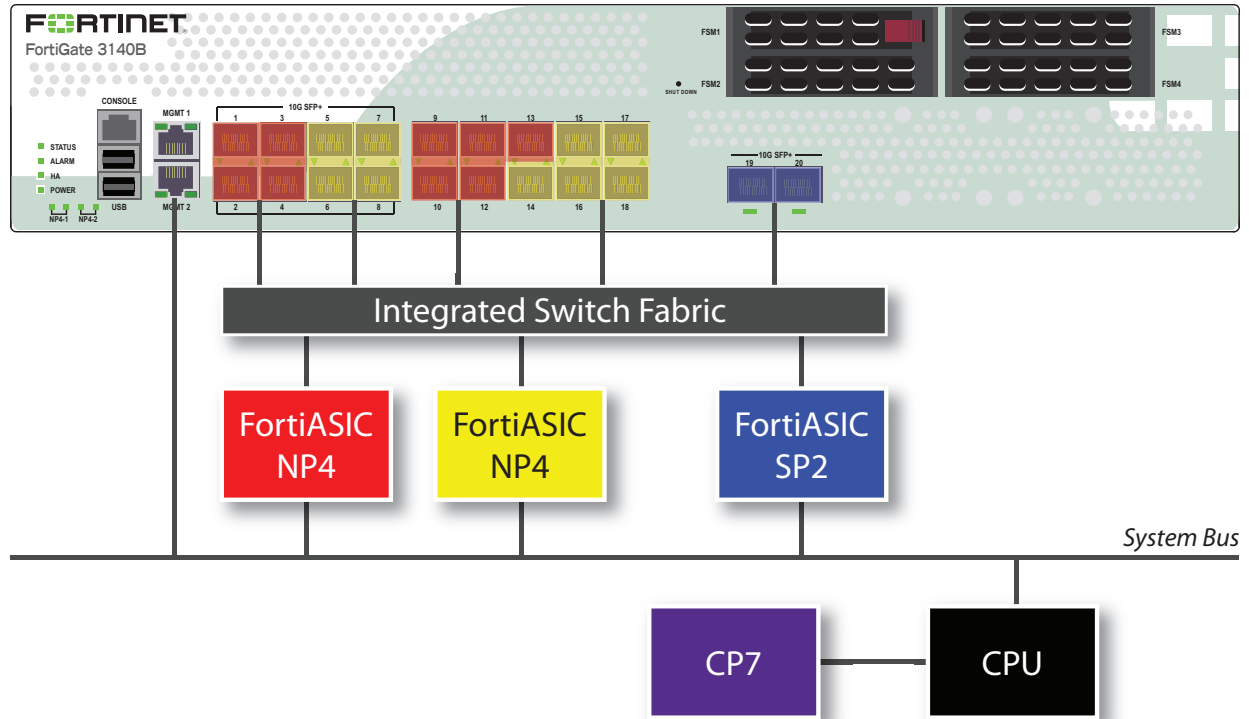 FORTINET
FortiGate 3140B
FSM1
FSM3
SHUT DOWN
FSM2
FSM4
CONSOLE
MGMT 1
10G SFP+
1 3 5 7
9 11 13 15 17
STATUS
ALARM
HA
POWER
10G SFP+
19 20
NP4-1
NP4-2
USB
MGMT 2
2 4 6 8
10 12 14 16 18
Integrated Switch Fabric
FortiASIC
NP4
FortiASIC
NP4
FortiASIC
SP2
System Bus
CP7
CPU